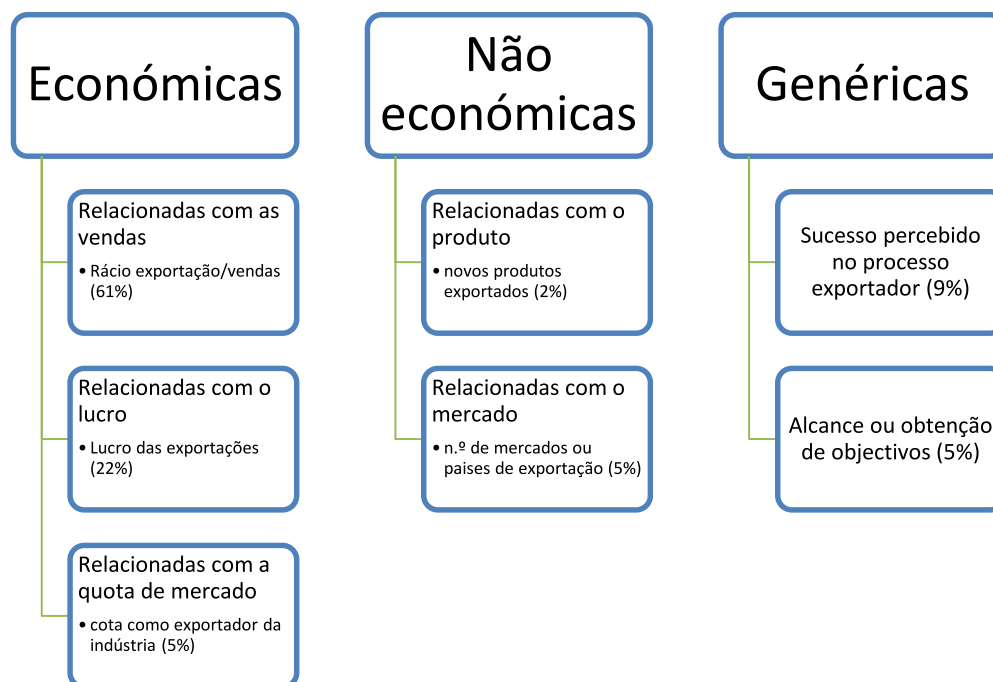 Económicas
Relacionadas com as
vendas
• Rácio exportação/vendas
(61%)
Relacionadas com o
lucro
• Lucro das exportações
(22%)
Relacionadas com a
quota de mercado
• cota como exportador da
indústria (5%)
Não
económicas
Relacionadas com o
produto
• novos produtos
exportados (2%)
Relacionadas com o
mercado
• n.º de mercados ou
paises de exportação (5%)
Genéricas
Sucesso percebido
no processo
exportador (9%)
Alcance ou obtenção
de objectivos (5%)